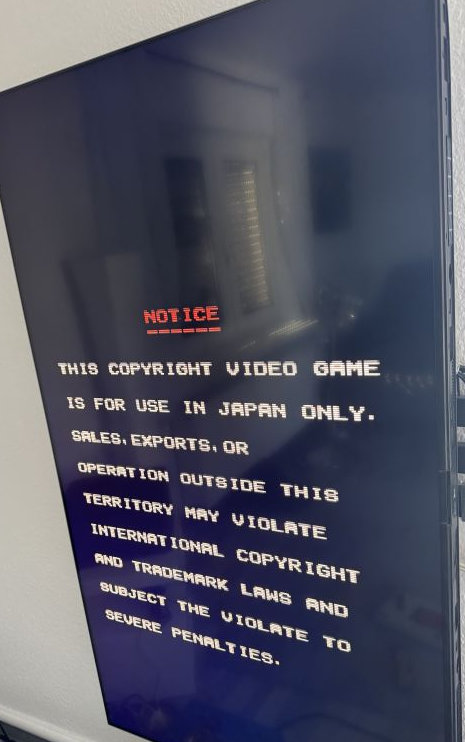 NOTICE
THIS COPYRIGHT VIDEO GAME
IS FOR USE IN JAPAN ONLY.
SALES, EXPORTS, OR
OPERATION OUTSIDE THIS
TERRITORY MAY VIOLATE
INTERNATIONAL COPYRIGHT
AND TRADEMARK LAWS AND
SUBJECT THE VIOLATE TO
SEVERE PENALTIES.